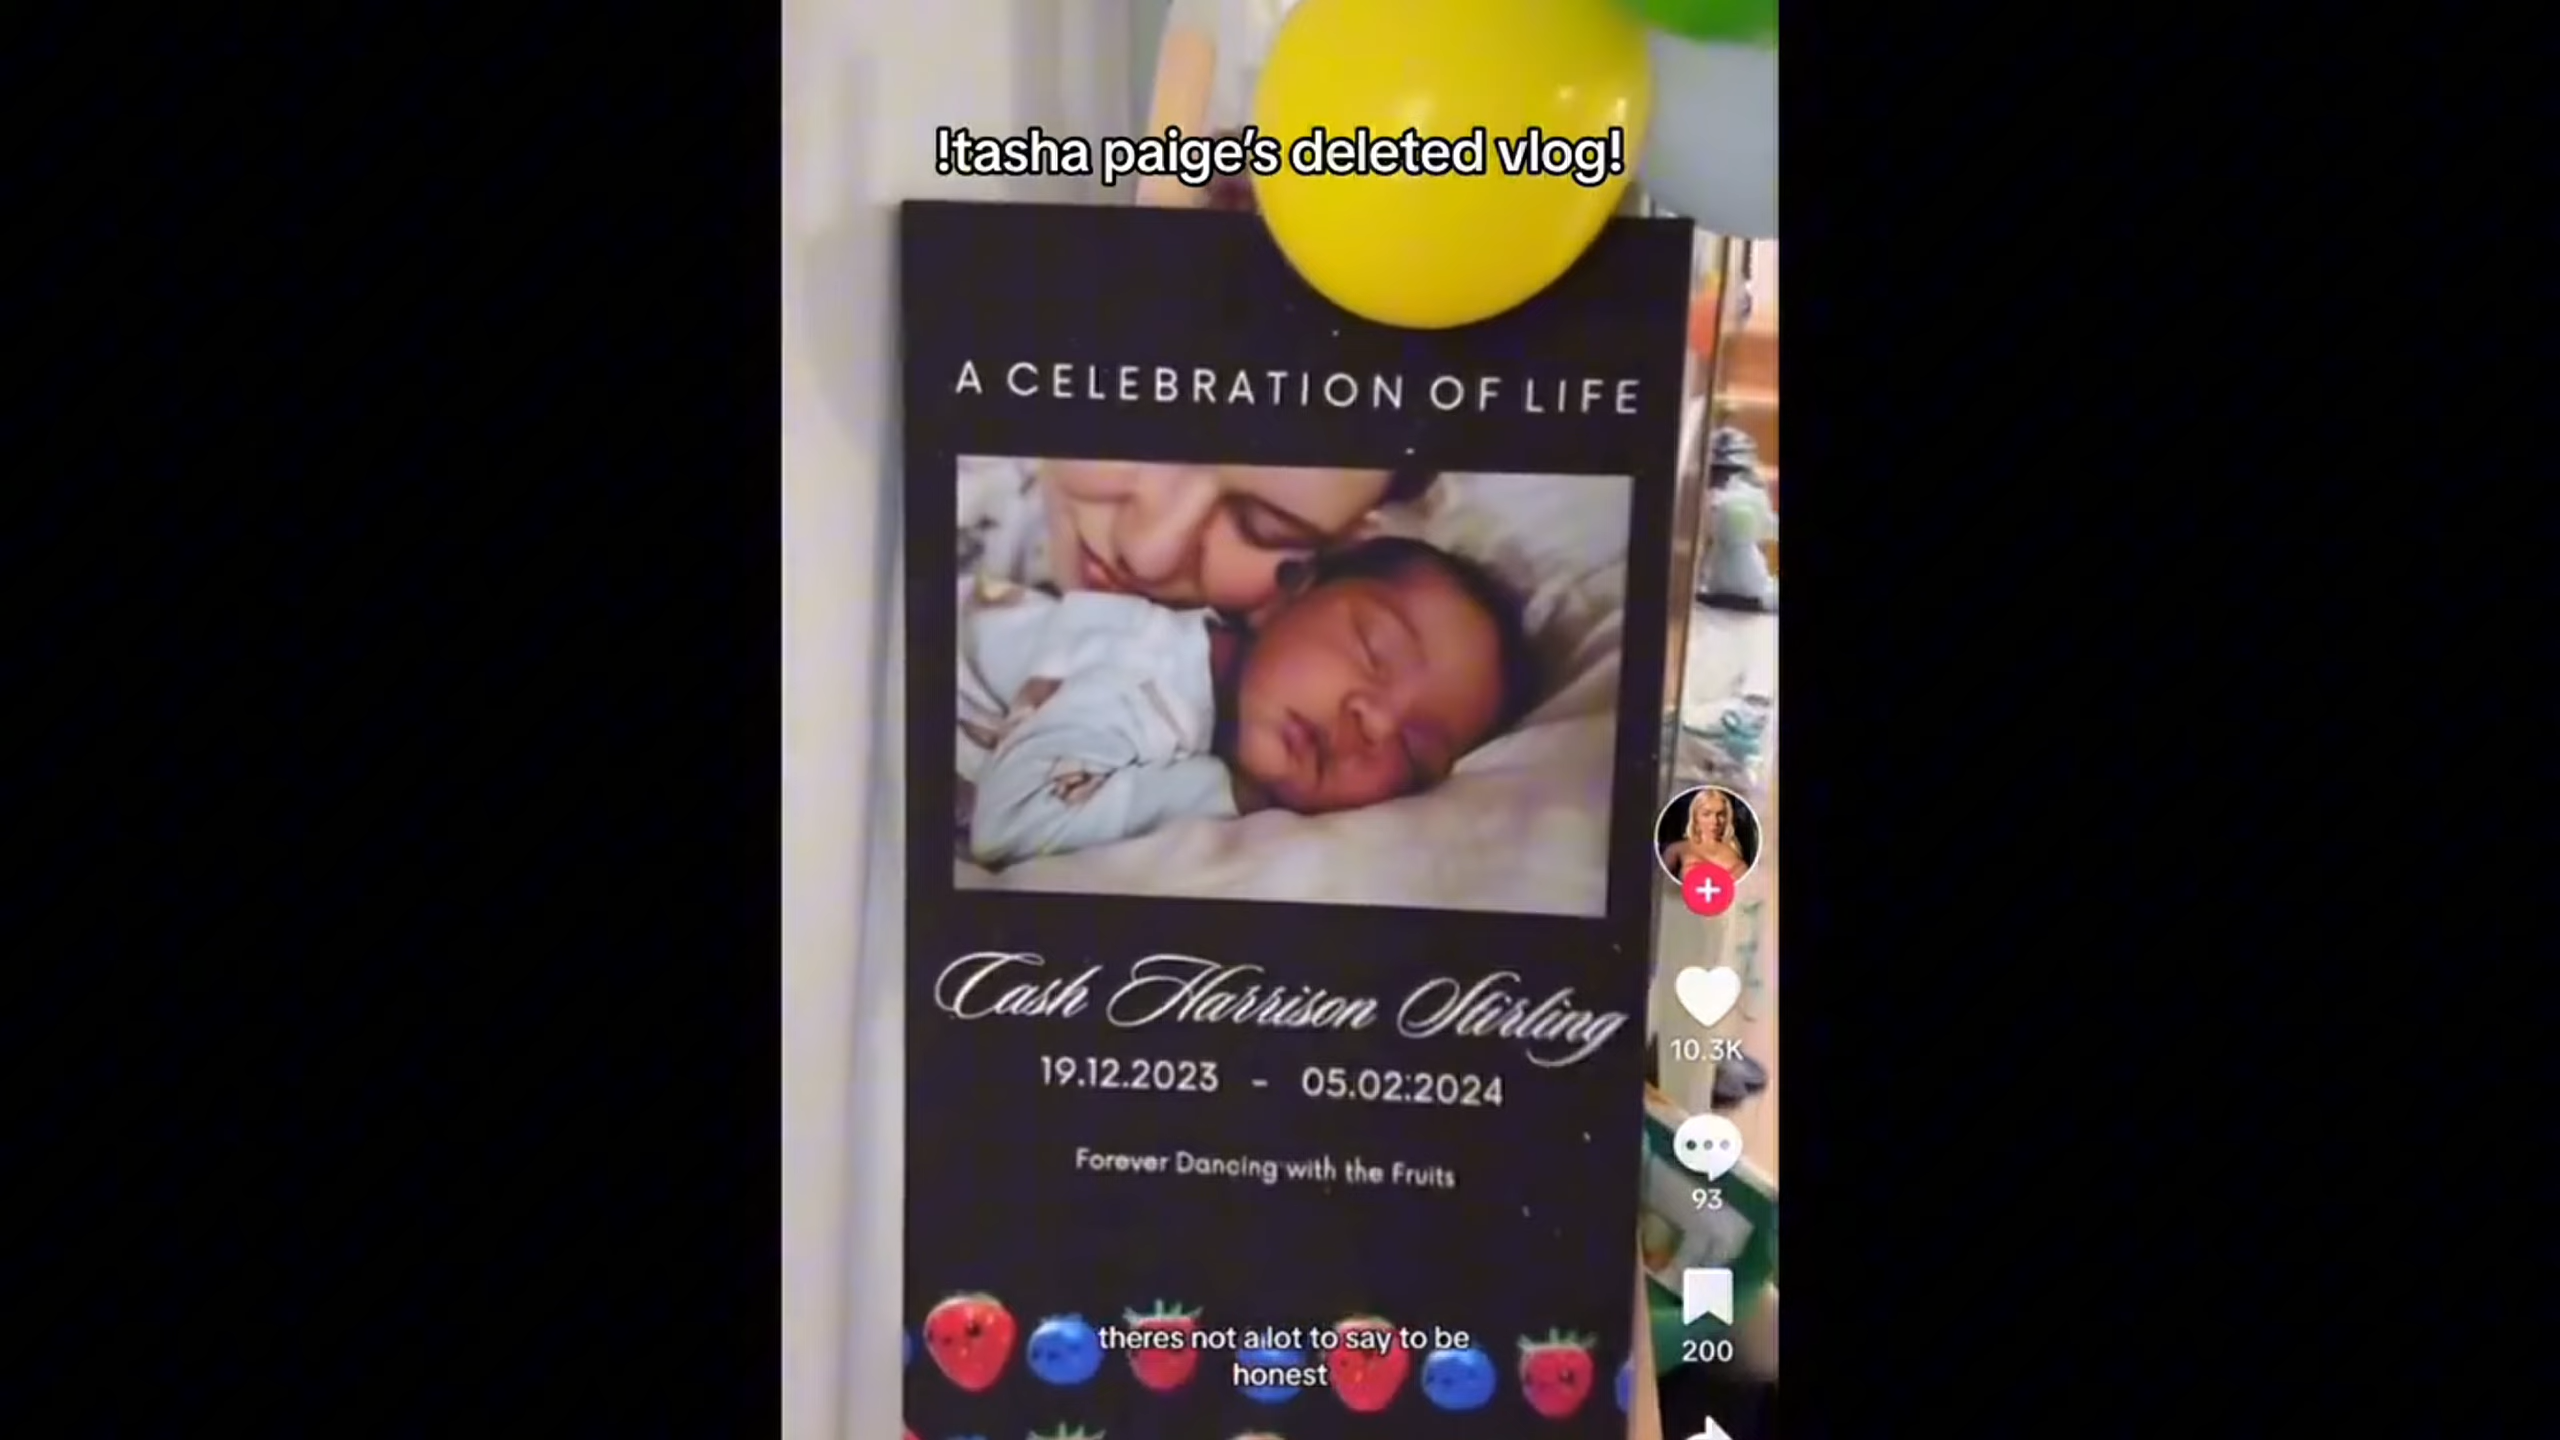 !tasha paige's deleted vlog!
A CELEBRATION OF LIFE
Cash Harrison Stirling
19.12.2023 - 05.02.2024
Forever Dancing with the Fruits
10.3K
93
200
theres not a lot to say to be
honest